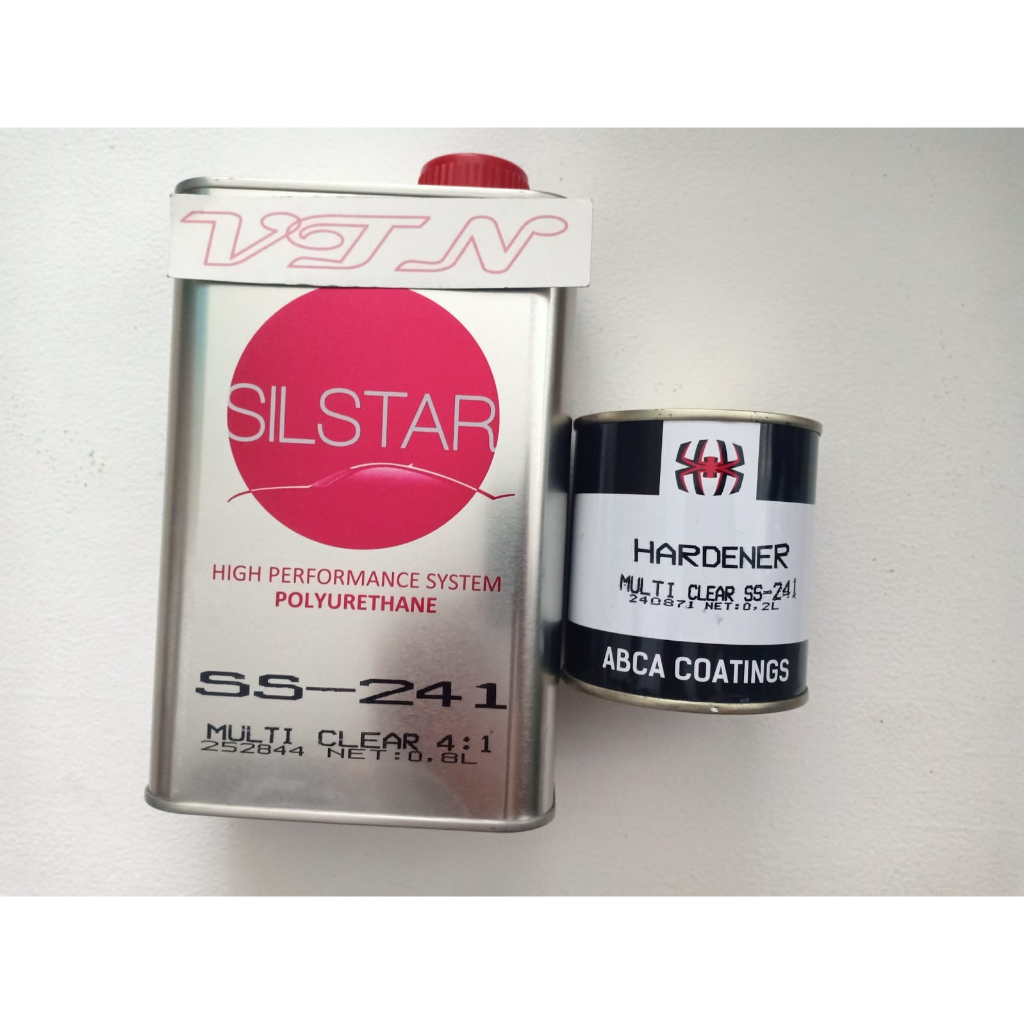 VTN
SILSTAR
HIGH PERFORMANCE SYSTEM
POLYURETHANE
SS-241
MULTI CLEAR 4:1
252844 NET:0,8L
HARDENER
MULTI CLEAR SS-241
240871 NET:0,2L
ABCA COATINGS